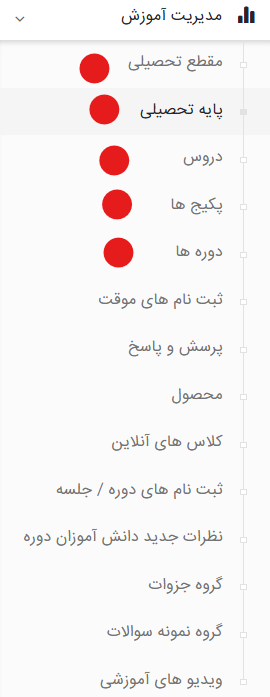 مدیریت آموزش
مقطع تحصیلی
پایه تحصیلی
دروس
پکیج ها
دوره ها
ثبت نام های موقت
پرسش و پاسخ
محصول
کلاس های آنلاین
ثبت نام های دوره / جلسه
نظرات جدید دانش آموزان دوره
گروه جزوات
گروه نمونه سوالات
ویدیو های آموزشی